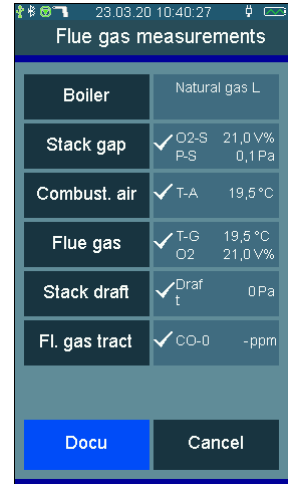 23.03.20 10:40:27
Flue gas measurements
Boiler Natural gas L
Stack gap O2-S 21,0 V%
P-S 0,1 Pa
Combust. air T-A 19,5 °C
Flue gas T-G 19,5 °C
O2 21,0 V%
Stack draft Draf
t 0 Pa
Fl. gas tract CO-0 -ppm
Docu Cancel